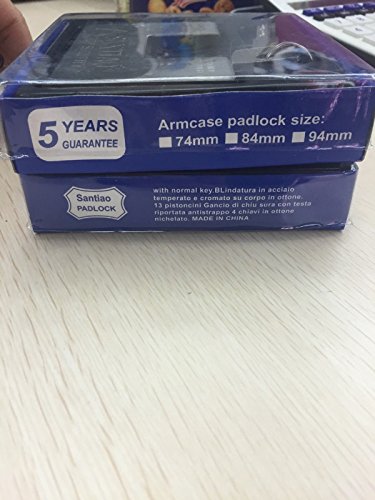 5 YEARS
GUARANTEE
Armcase padlock size:
74mm 84mm 94mm
Santiao
PADLOCK
with normal key.BLindatura in acciaio
temperato e cromato su corpo in ottone.
13 pistoncini Gancio di chiu sura con testa
riportata antistrappo 4 chiavi in ottone
nichelato. MADE IN CHINA